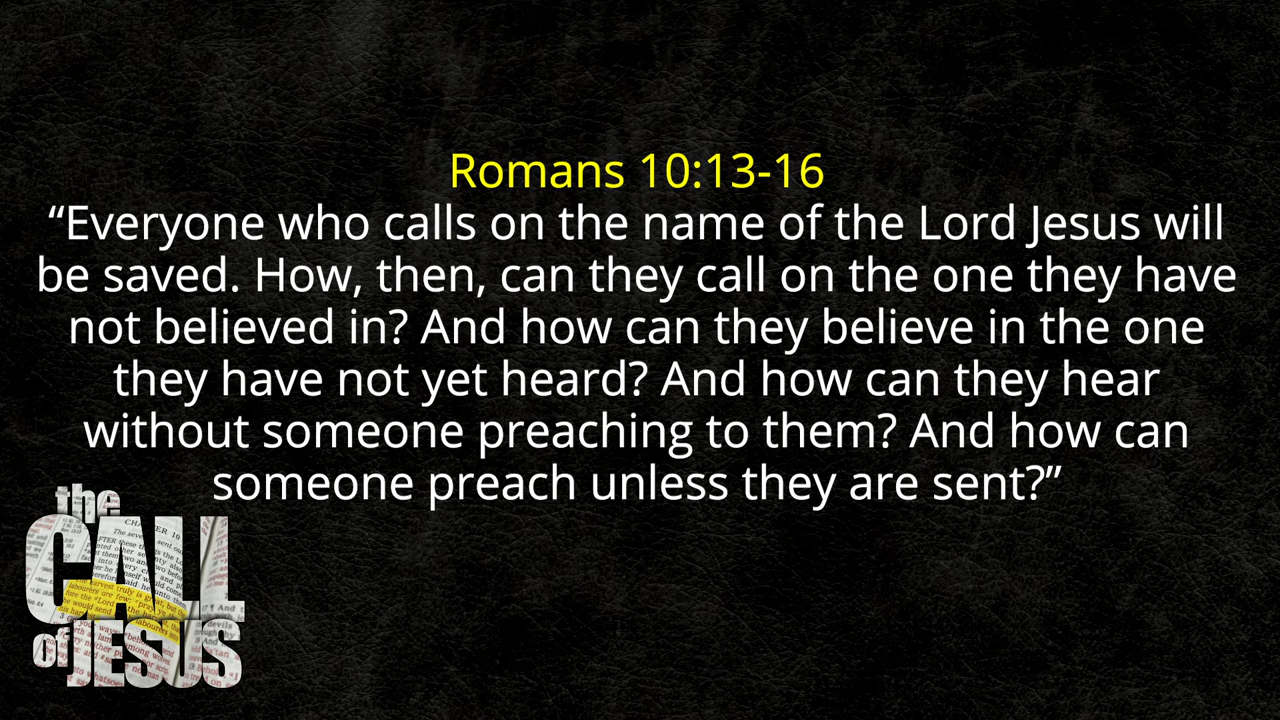 Romans 10:13-16
“Everyone who calls on the name of the Lord Jesus will
be saved. How, then, can they call on the one they have
not believed in? And how can they believe in the one
they have not yet heard? And how can they hear
without someone preaching to them? And how can
someone preach unless they are sent?”
the
CALL
of JESUS